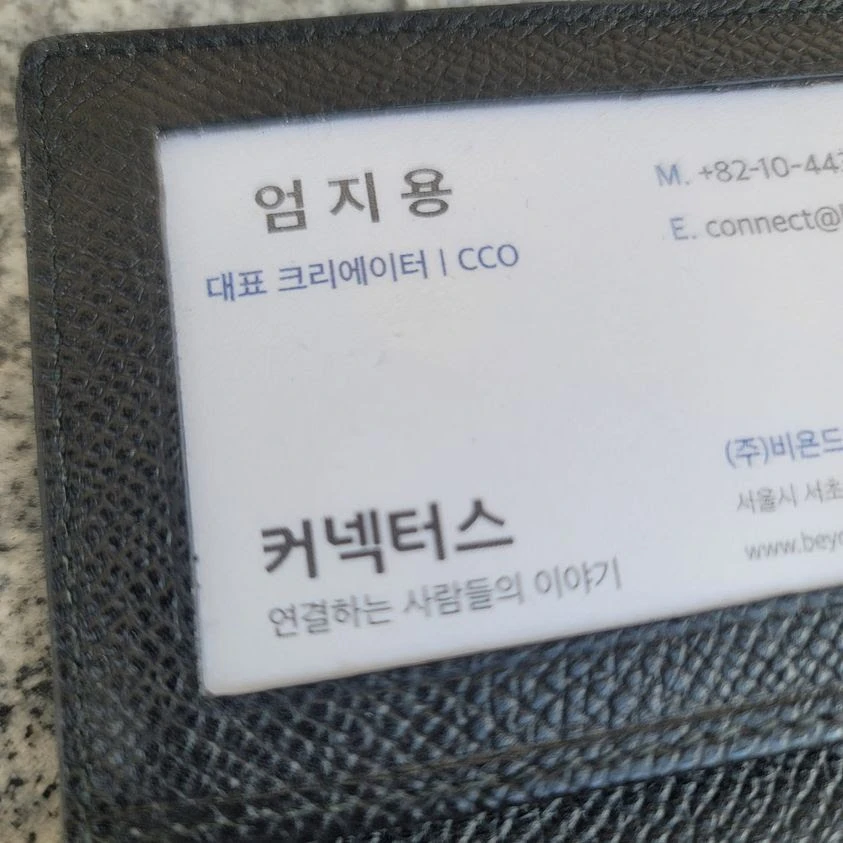 엄지용
대표 크리에이터 | CCO
M. +82-10-443
E. connect@
커넥터스
연결하는 사람들의 이야기
(주)비욘드
서울시 서초
www.beyo